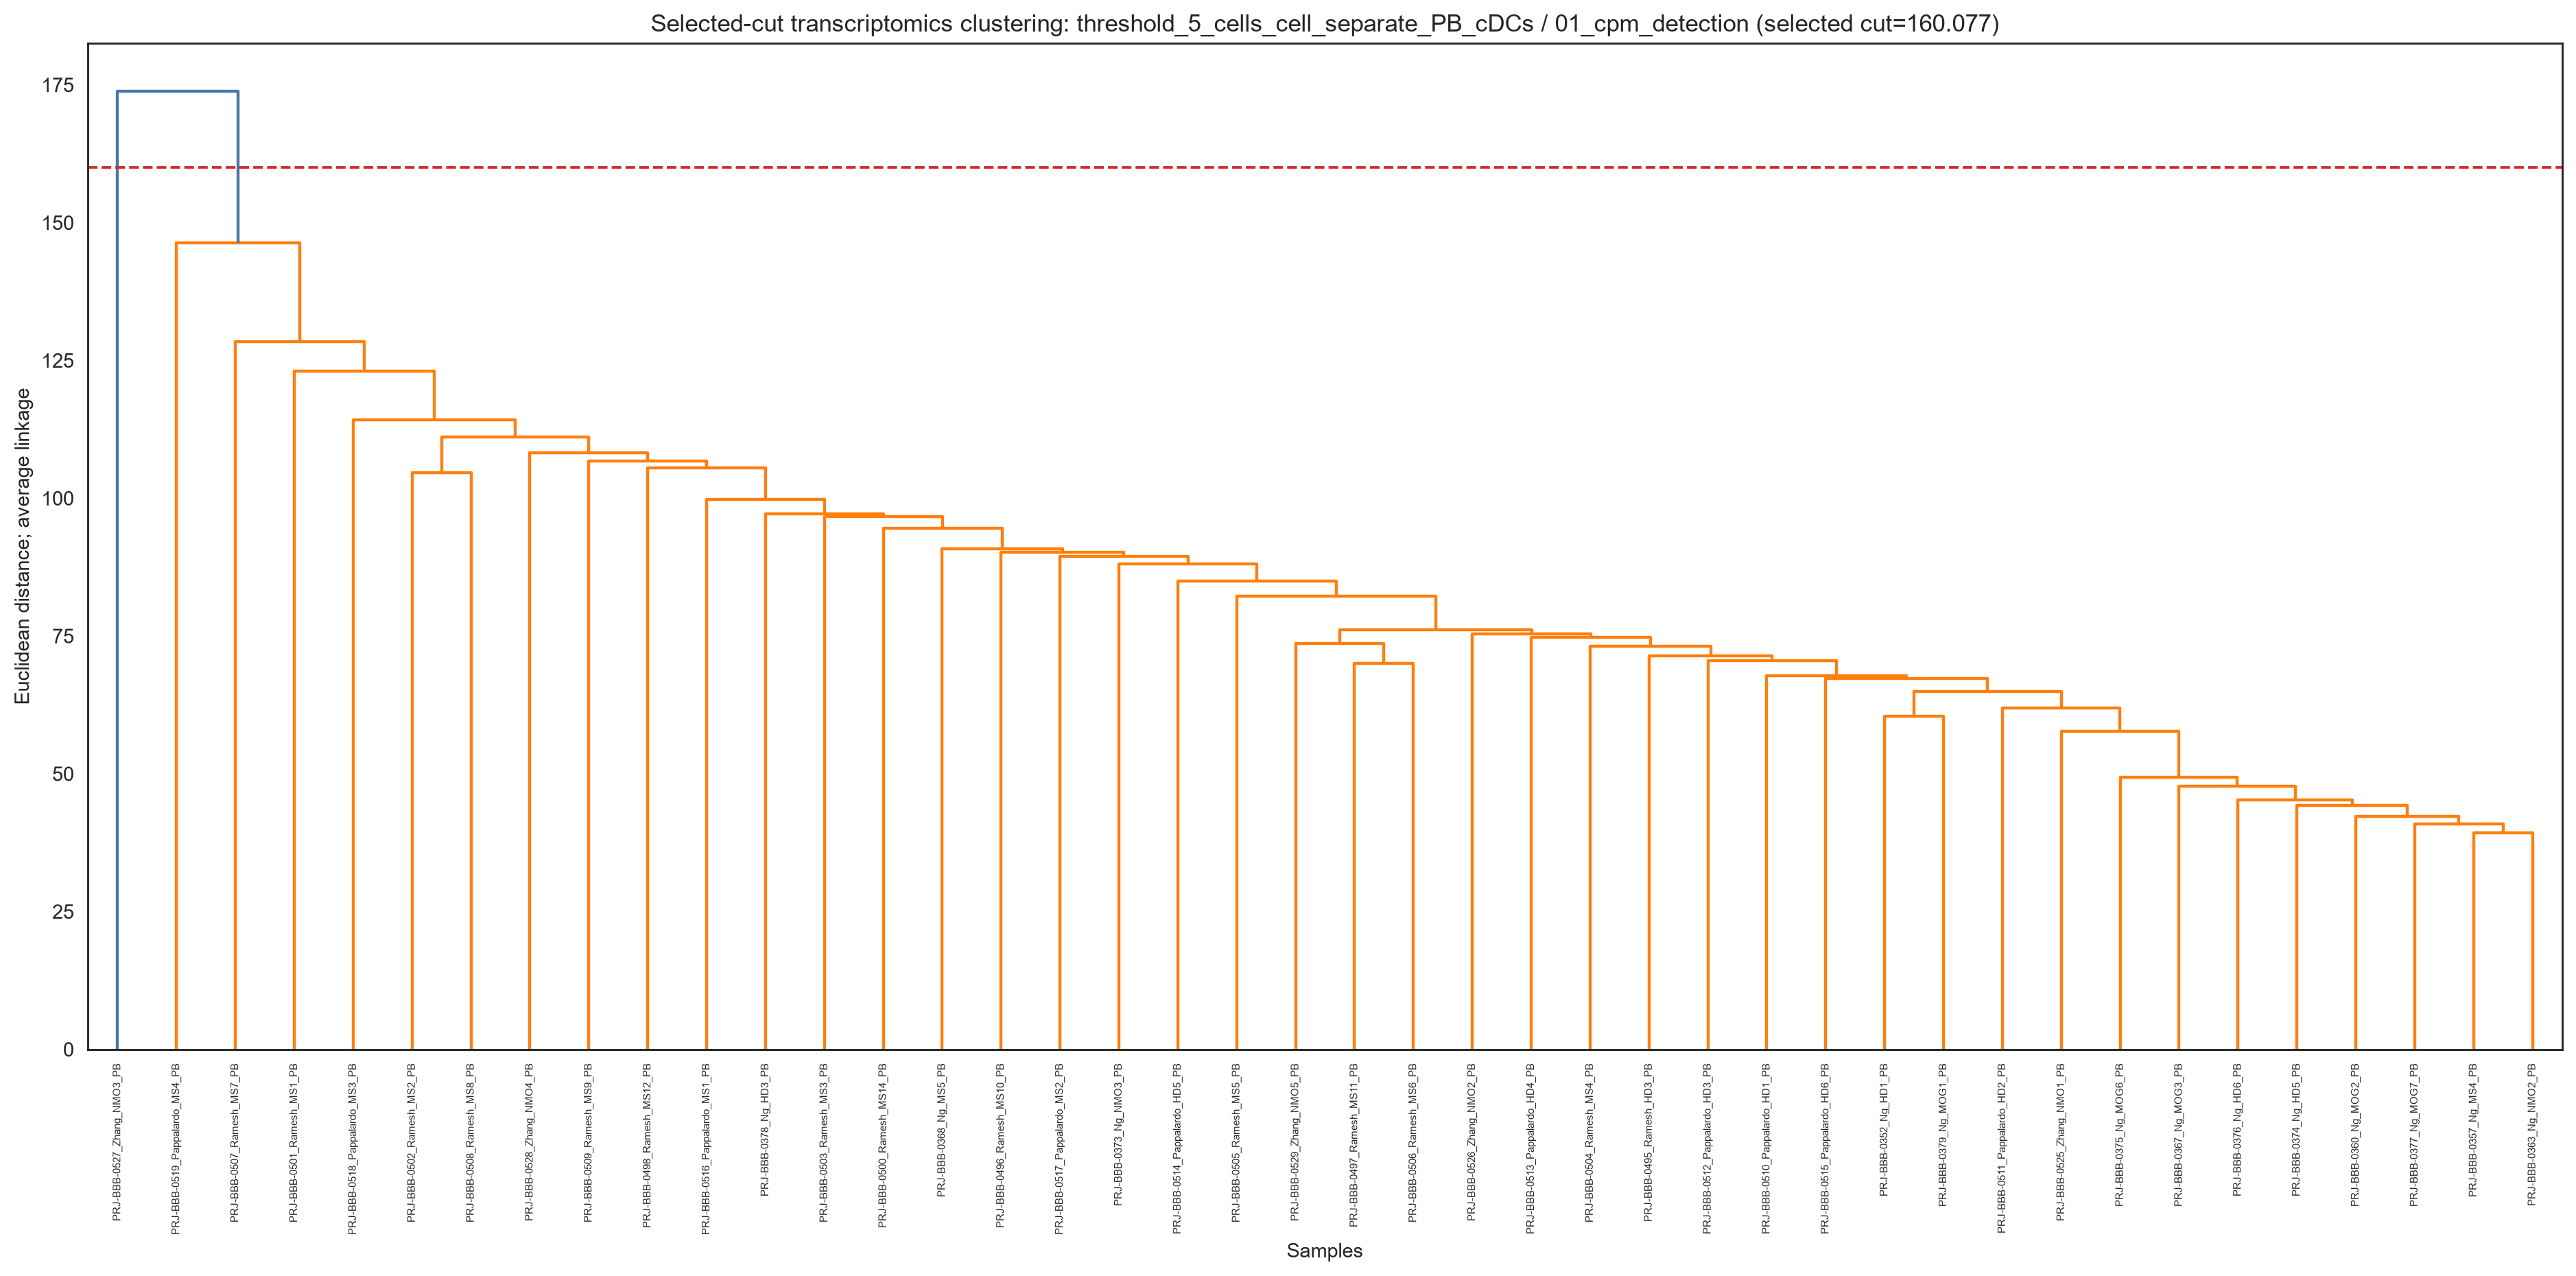 Selected-cut transcriptomics clustering: threshold_5_cells_cell_separate_PB_cDCs / 01_cpm_detection (selected cut=160.077)
175
150
125
100
75
50
25
0
Euclidean distance; average linkage
PRJ-BBB-0527_Zhang_NMO3_PB
PRJ-BBB-0519_Pappalardo_MS4_PB
PRJ-BBB-0507_Ramesh_MS7_PB
PRJ-BBB-0501_Ramesh_MS1_PB
PRJ-BBB-0518_Pappalardo_MS3_PB
PRJ-BBB-0502_Ramesh_MS2_PB
PRJ-BBB-0508_Ramesh_MS8_PB
PRJ-BBB-0528_Zhang_NMO4_PB
PRJ-BBB-0509_Ramesh_MS9_PB
PRJ-BBB-0498_Ramesh_MS12_PB
PRJ-BBB-0516_Pappalardo_MS1_PB
PRJ-BBB-0378_Ng_HD3_PB
PRJ-BBB-0503_Ramesh_MS3_PB
PRJ-BBB-0500_Ramesh_MS14_PB
PRJ-BBB-0368_Ng_MS5_PB
PRJ-BBB-0496_Ramesh_MS10_PB
PRJ-BBB-0517_Pappalardo_MS2_PB
PRJ-BBB-0373_Ng_NMO3_PB
PRJ-BBB-0514_Pappalardo_HD5_PB
PRJ-BBB-0505_Ramesh_MS5_PB
PRJ-BBB-0529_Zhang_NMO5_PB
PRJ-BBB-0497_Ramesh_MS11_PB
PRJ-BBB-0506_Ramesh_MS6_PB
PRJ-BBB-0526_Zhang_NMO2_PB
PRJ-BBB-0513_Pappalardo_HD4_PB
PRJ-BBB-0504_Ramesh_MS4_PB
PRJ-BBB-0495_Ramesh_HD3_PB
PRJ-BBB-0512_Pappalardo_HD3_PB
PRJ-BBB-0510_Pappalardo_HD1_PB
PRJ-BBB-0515_Pappalardo_HD6_PB
PRJ-BBB-0352_Ng_HD1_PB
PRJ-BBB-0379_Ng_MOG1_PB
PRJ-BBB-0511_Pappalardo_HD2_PB
PRJ-BBB-0525_Zhang_NMO1_PB
PRJ-BBB-0375_Ng_MOG6_PB
PRJ-BBB-0367_Ng_MOG3_PB
PRJ-BBB-0376_Ng_HD6_PB
PRJ-BBB-0374_Ng_HD5_PB
PRJ-BBB-0360_Ng_MOG2_PB
PRJ-BBB-0377_Ng_MOG7_PB
PRJ-BBB-0357_Ng_MS4_PB
PRJ-BBB-0363_Ng_NMO2_PB
Samples